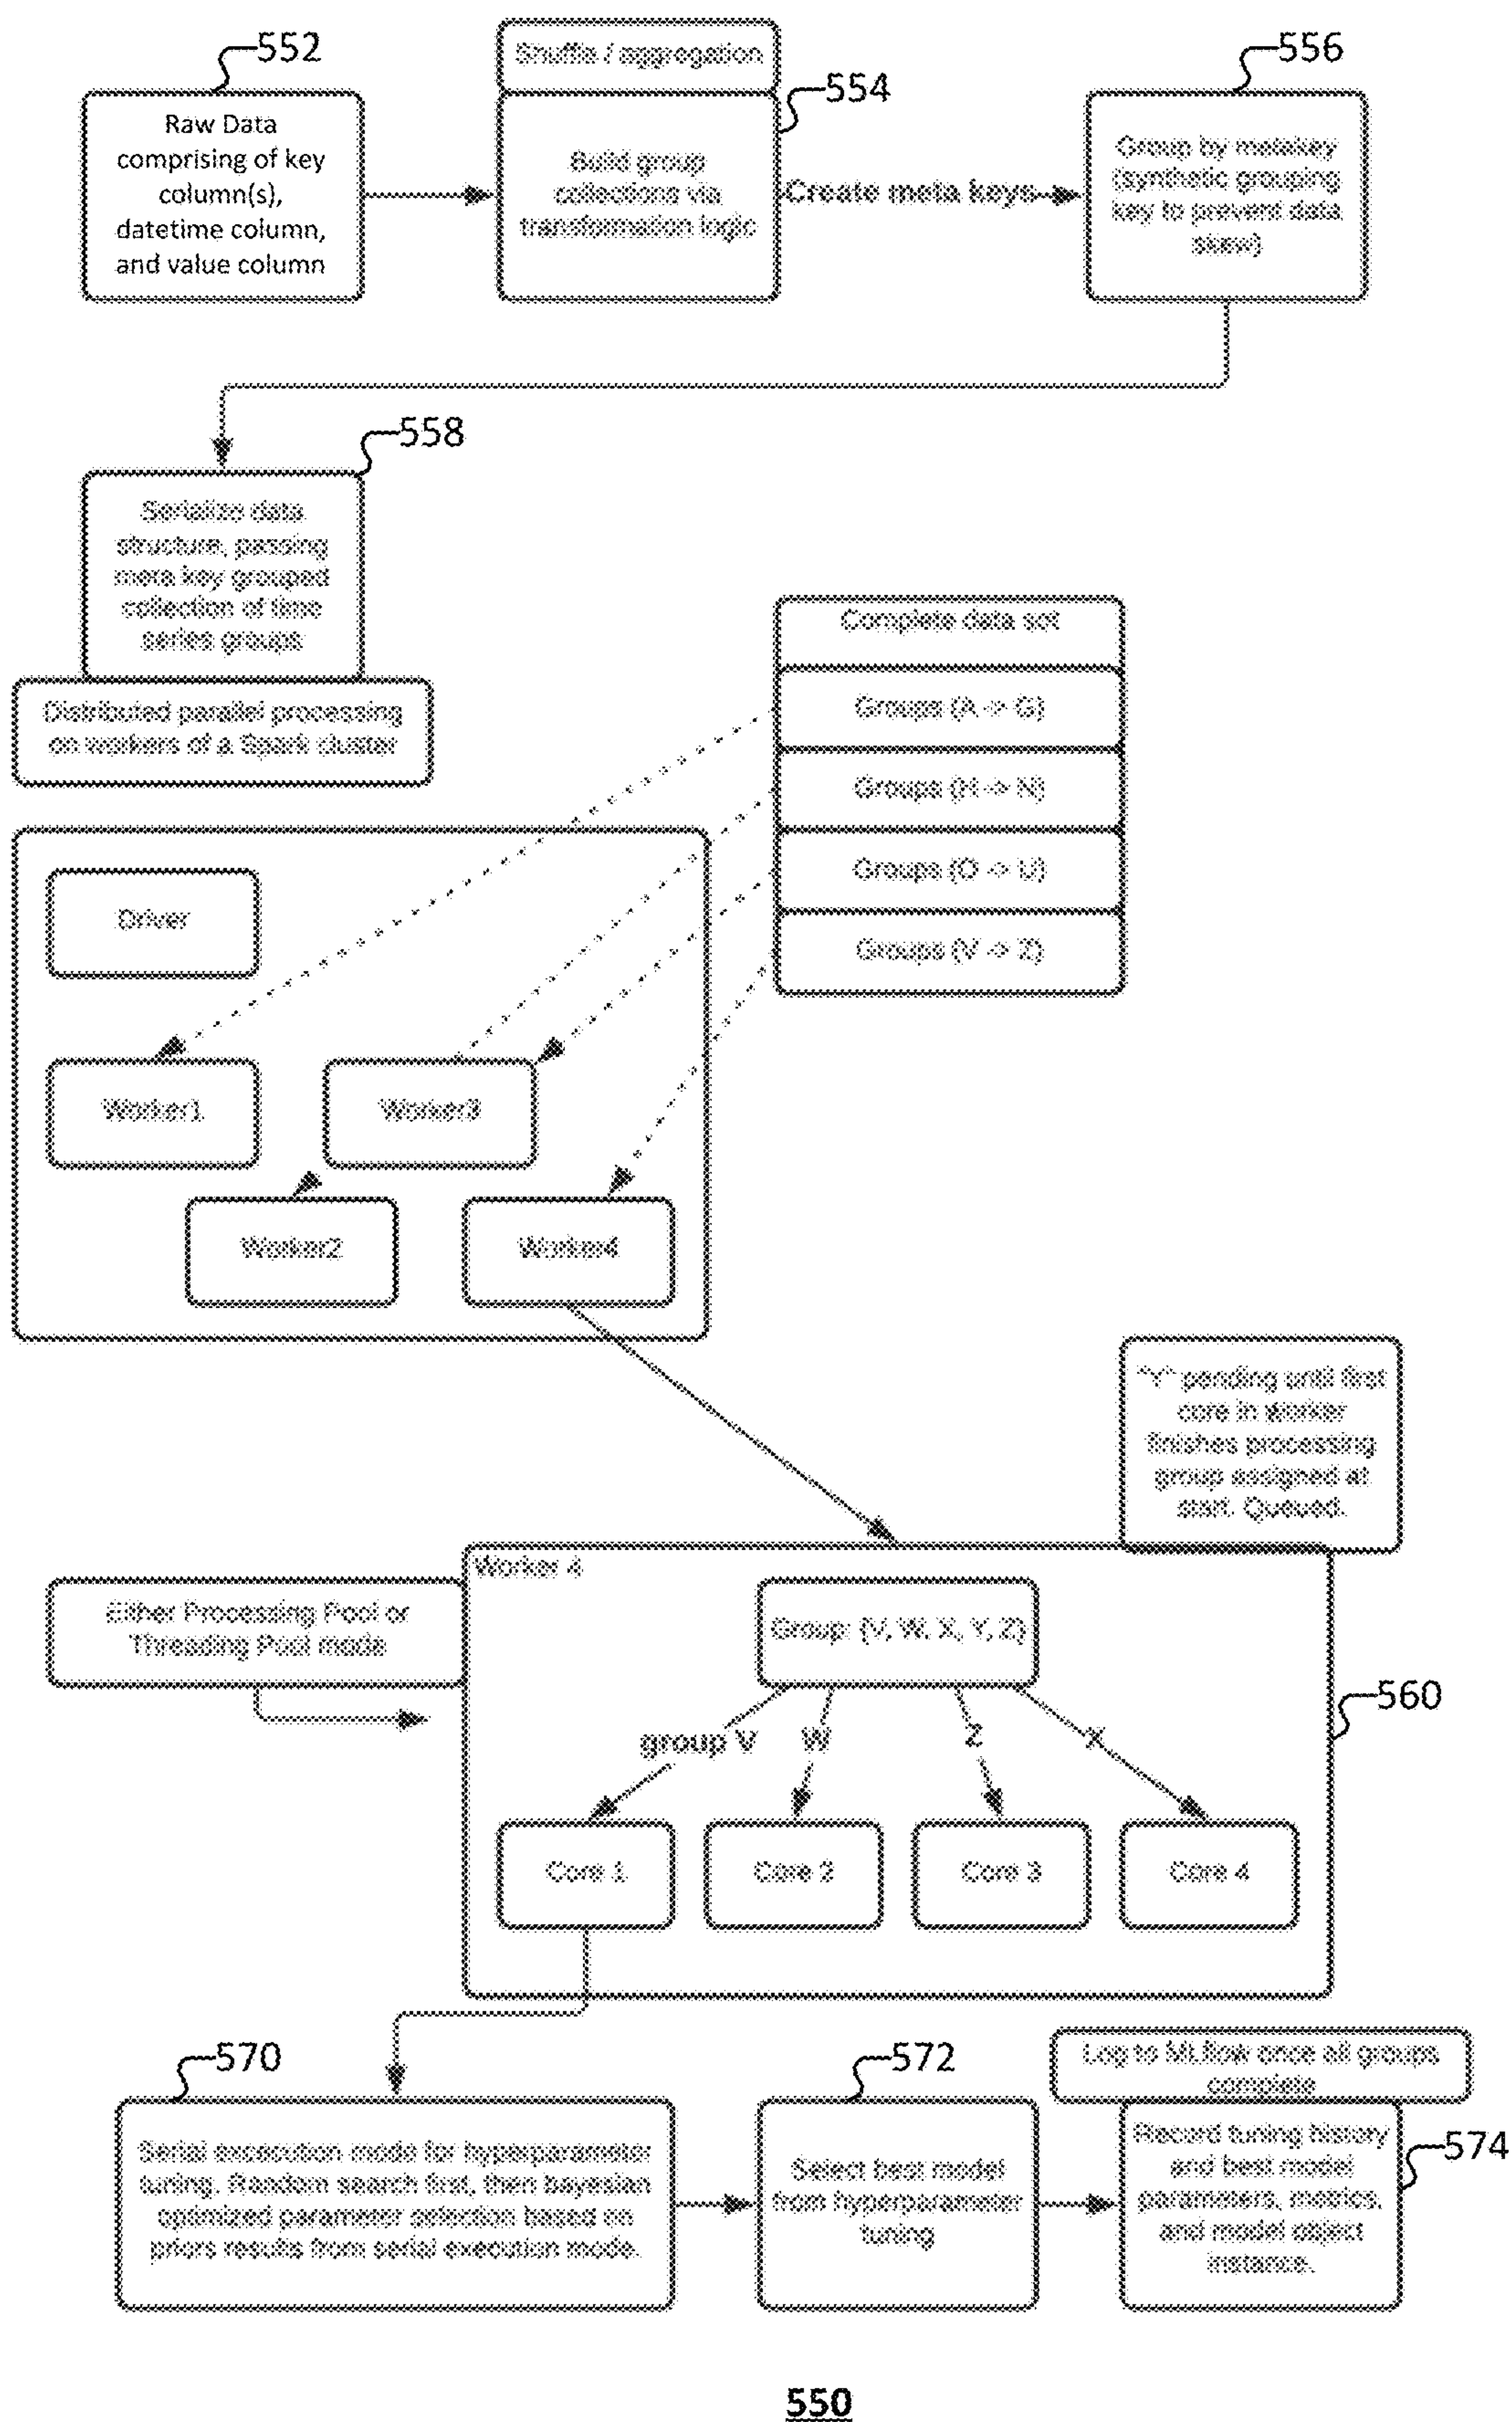 552
Raw Data
comprising of key
column(s),
datetime column,
and value column
Shuffle / aggregation
554
Build group
collections via
transformation logic
Create meta keys
556
Group by metakey
(synthetic grouping
key to prevent data
skew)
558
Serialize data
structure, passing
meta key grouped
collection of time
series groups
Distributed parallel processing
on workers of a Spark cluster
Complete data set
Groups (A -> G)
Groups (H -> N)
Groups (O -> U)
Groups (V -> Z)
Driver
Worker1
Worker3
Worker2
Worker4
"Y" pending until first
core in worker
finishes processing
group assigned at
start. Queued.
Worker 4
Either Processing Pool or
Threading Pool mode
Group: {V, W, X, Y, Z}
560
group V
W
Z
X
Core 1
Core 2
Core 3
Core 4
570
Serial excecution mode for hyperparameter
tuning. Random search first, then bayesian
optimized parameter selection based on
priors results from serial execution mode.
572
Select best model
from hyperparameter
tuning
Log to MLflow once all groups
complete
574
Record tuning history
and best model
parameters, metrics,
and model object
instance.
550